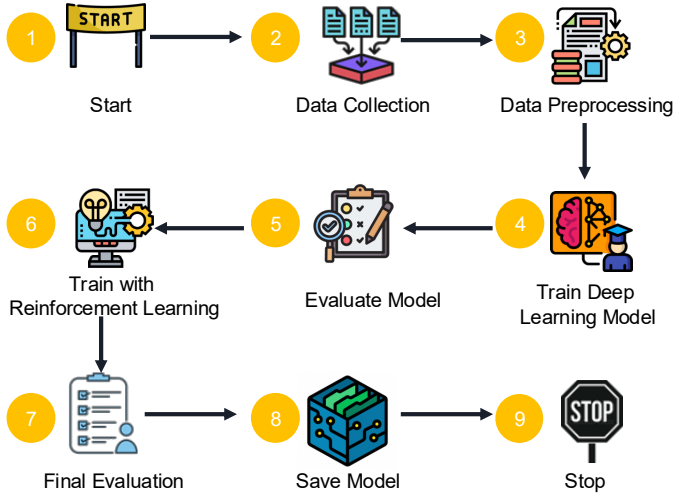 1
START
Start
2
Data Collection
3
Data Preprocessing
4
Train Deep
Learning Model
5
Evaluate Model
6
Train with
Reinforcement Learning
7
Final Evaluation
8
Save Model
9
STOP
Stop